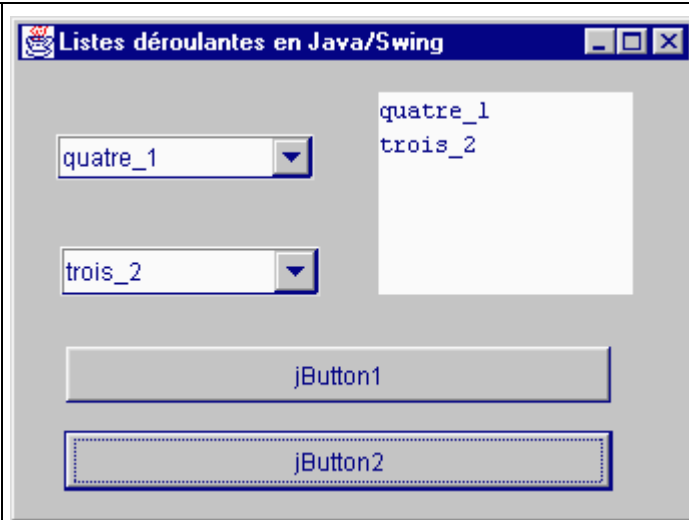 Listes déroulantes en Java/Swing
quatre_1
trois_2
quatre_1
trois_2
jButton1
jButton2